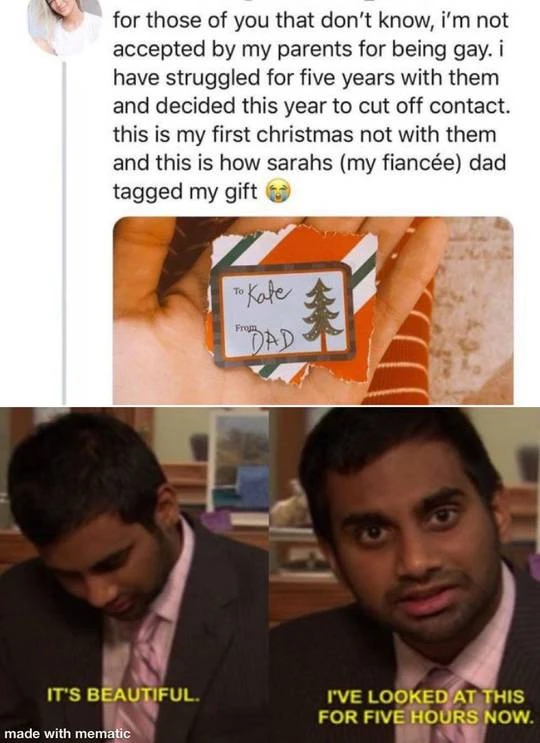 for those of you that don't know, i'm not
accepted by my parents for being gay. i
have struggled for five years with them
and decided this year to cut off contact.
this is my first christmas not with them
and this is how sarahs (my fiancée) dad
tagged my gift 😭
To Kate
From DAD
IT'S BEAUTIFUL.
I'VE LOOKED AT THIS
FOR FIVE HOURS NOW.
made with mematic